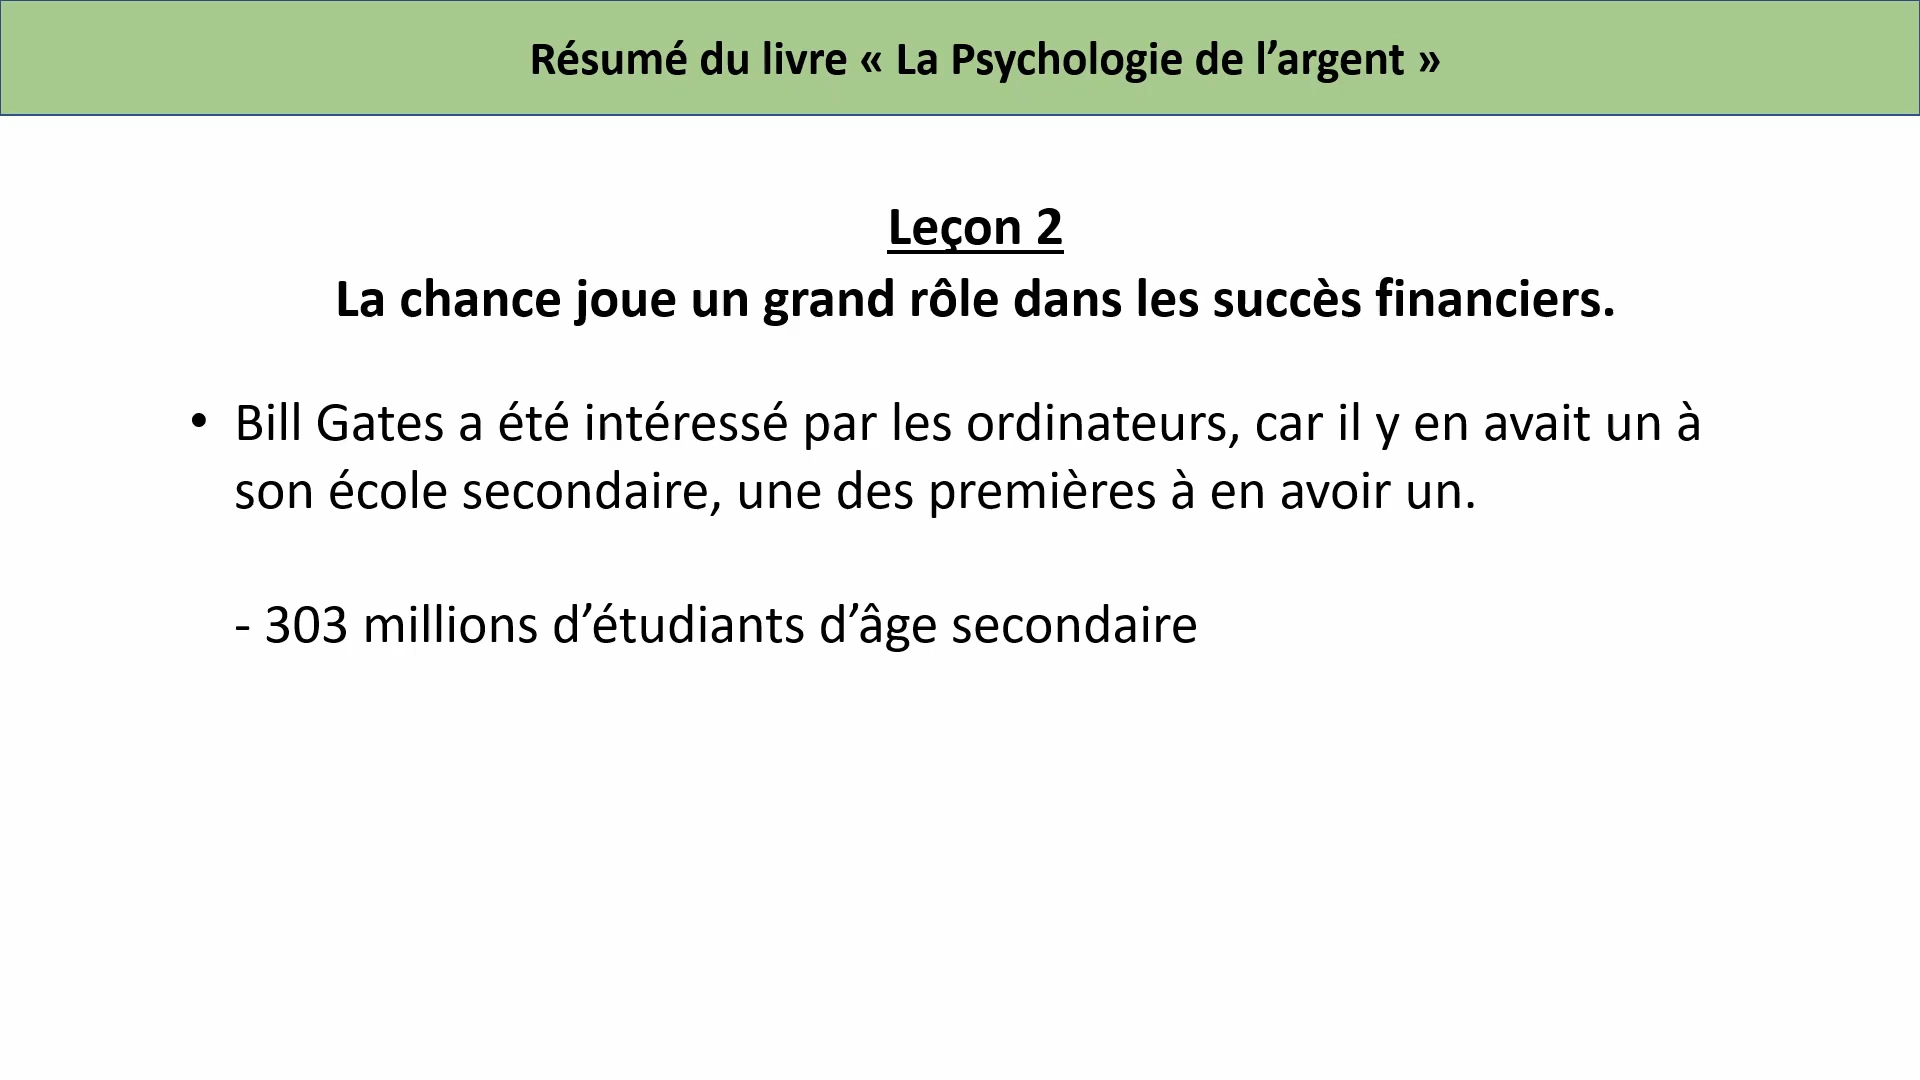 Résumé du livre « La Psychologie de l’argent »
Leçon 2
La chance joue un grand rôle dans les succès financiers.
• Bill Gates a été intéressé par les ordinateurs, car il y en avait un à
son école secondaire, une des premières à en avoir un.
- 303 millions d’étudiants d’âge secondaire